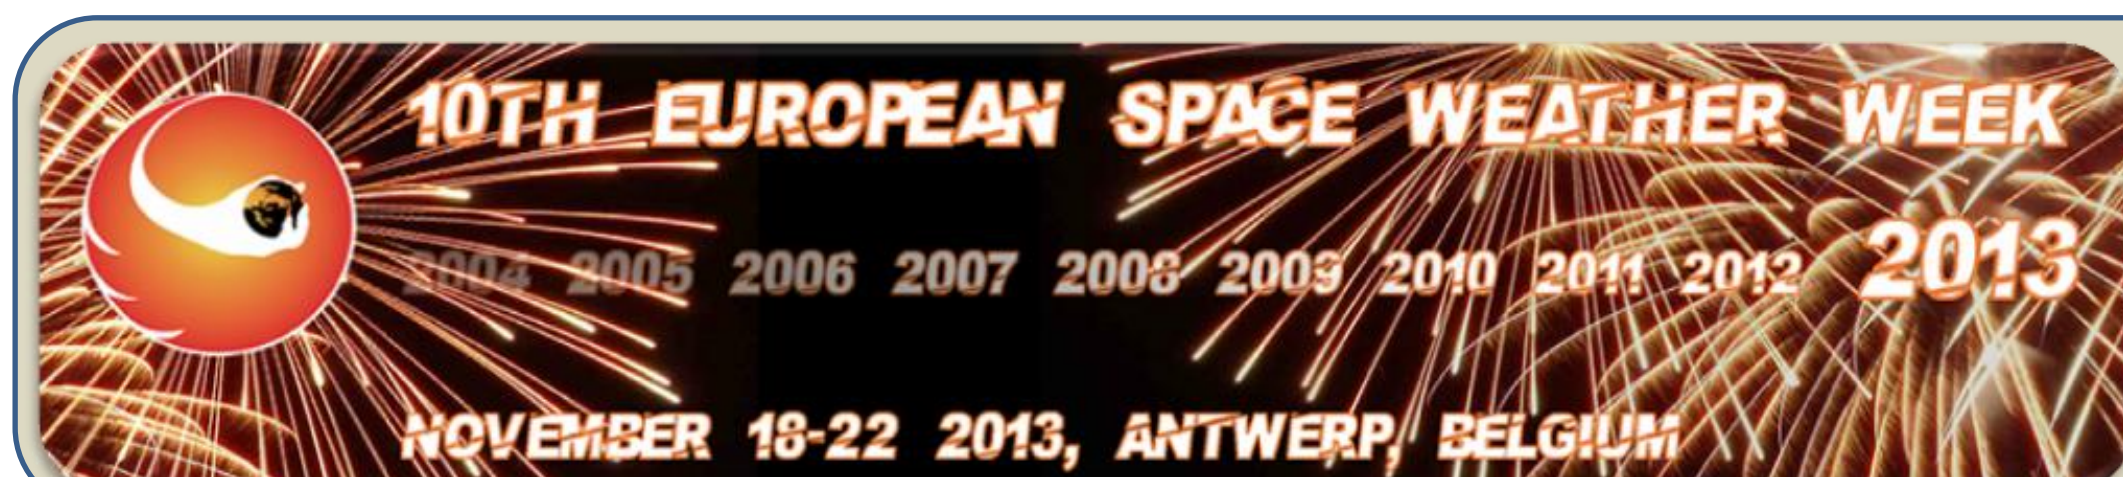 10TH EUROPEAN SPACE WEATHER WEEK
2004 2005 2006 2007 2008 2009 2010 2011 2012 2013
NOVEMBER 18-22 2013, ANTWERP, BELGIUM